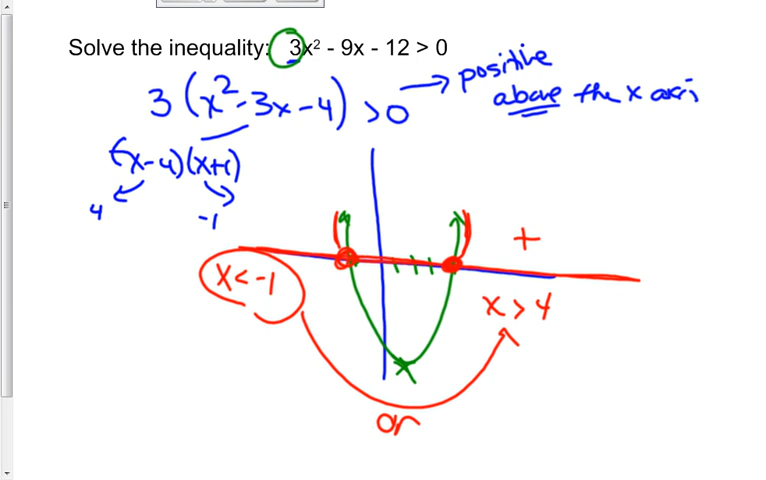 Solve the inequality: 3x² - 9x - 12 > 0
3(x²-3x-4) >0 → positive
above the x axis
(x-4)(x+1)
4 -1
+
x<-1
x>4
or